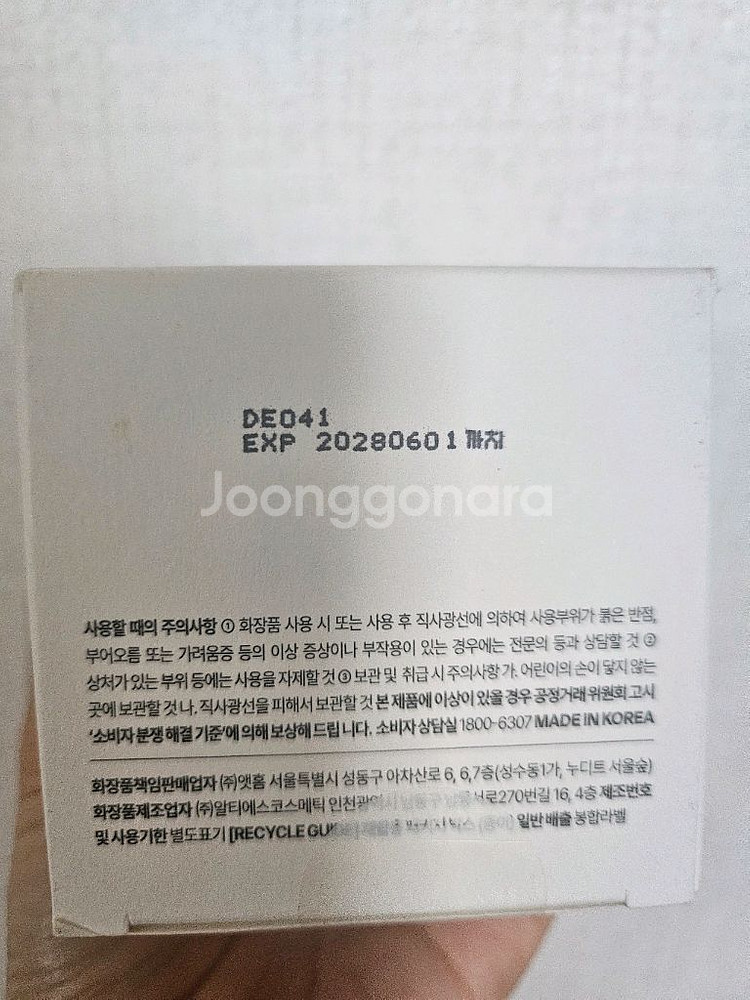 DE041
EXP 20280601까지
Joonggonara
사용할 때의 주의사항 ① 화장품 사용 시 또는 사용 후 직사광선에 의하여 사용부위가 붉은 반점,
부어오름 또는 가려움증 등의 이상 증상이나 부작용이 있는 경우에는 전문의 등과 상담할 것 ②
상처가 있는 부위 등에는 사용을 자제할 것 ③ 보관 및 취급 시 주의사항 가. 어린이의 손이 닿지 않는
곳에 보관할 것 나. 직사광선을 피해서 보관할 것 본 제품에 이상이 있을 경우 공정거래 위원회 고시
‘소비자 분쟁 해결 기준’에 의해 보상해 드립니다. 소비자 상담실 1800-6307 MADE IN KOREA
화장품책임판매업자 (주)앳홈 서울특별시 성동구 아차산로 6, 6,7층(성수동1가, 누디트 서울숲)
화장품제조업자 (주)알티에스코스메틱 인천광역시 남동구 270번길 16, 4층 제조번호
및 사용기한 별도표기 [RECYCLE 일반 배출 봉합라벨